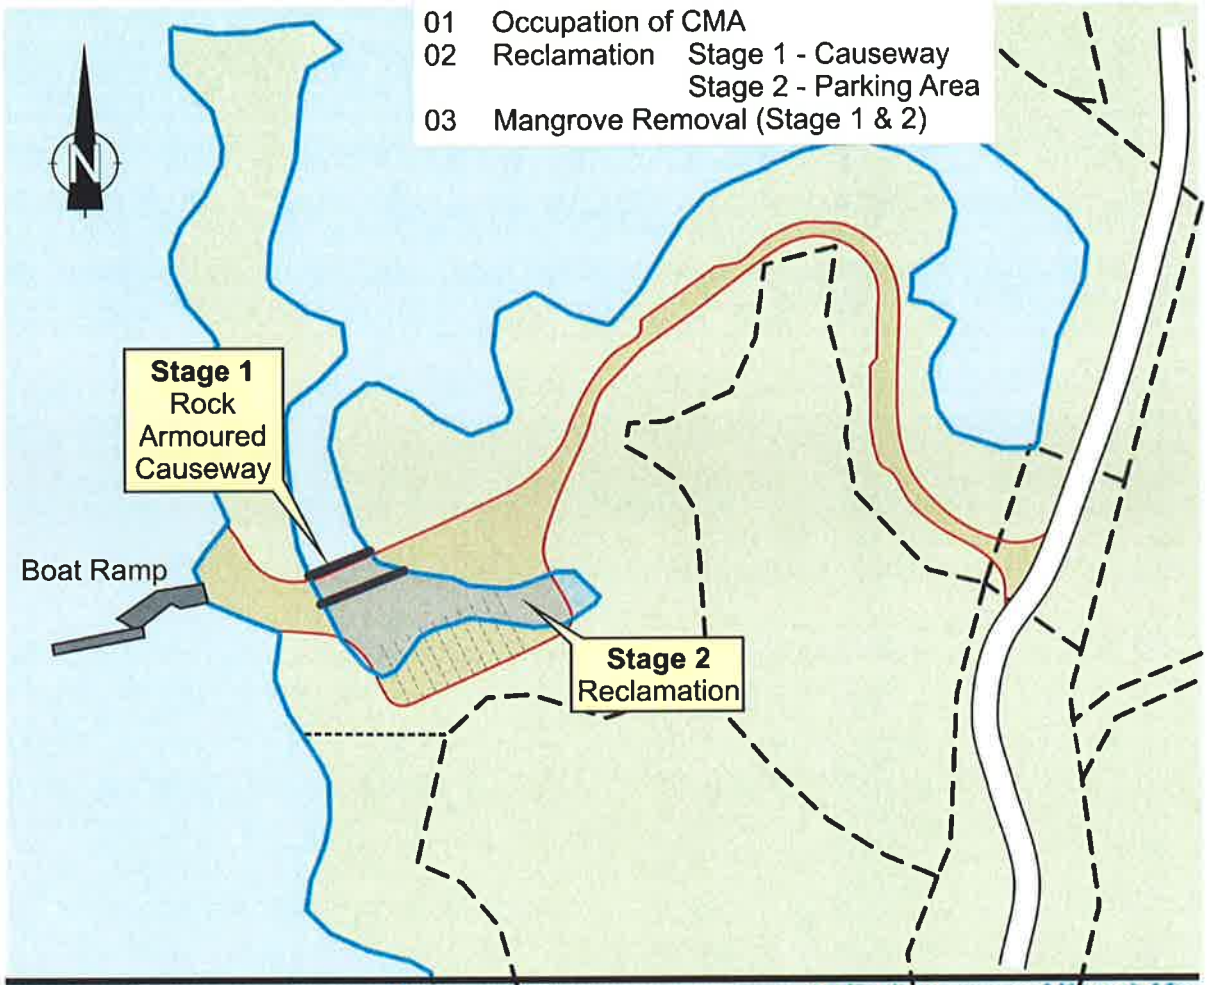 01 Occupation of CMA
02 Reclamation Stage 1 - Causeway
Stage 2 - Parking Area
03 Mangrove Removal (Stage 1 & 2)
N
Stage 1
Rock
Armoured
Causeway
Boat Ramp
Stage 2
Reclamation